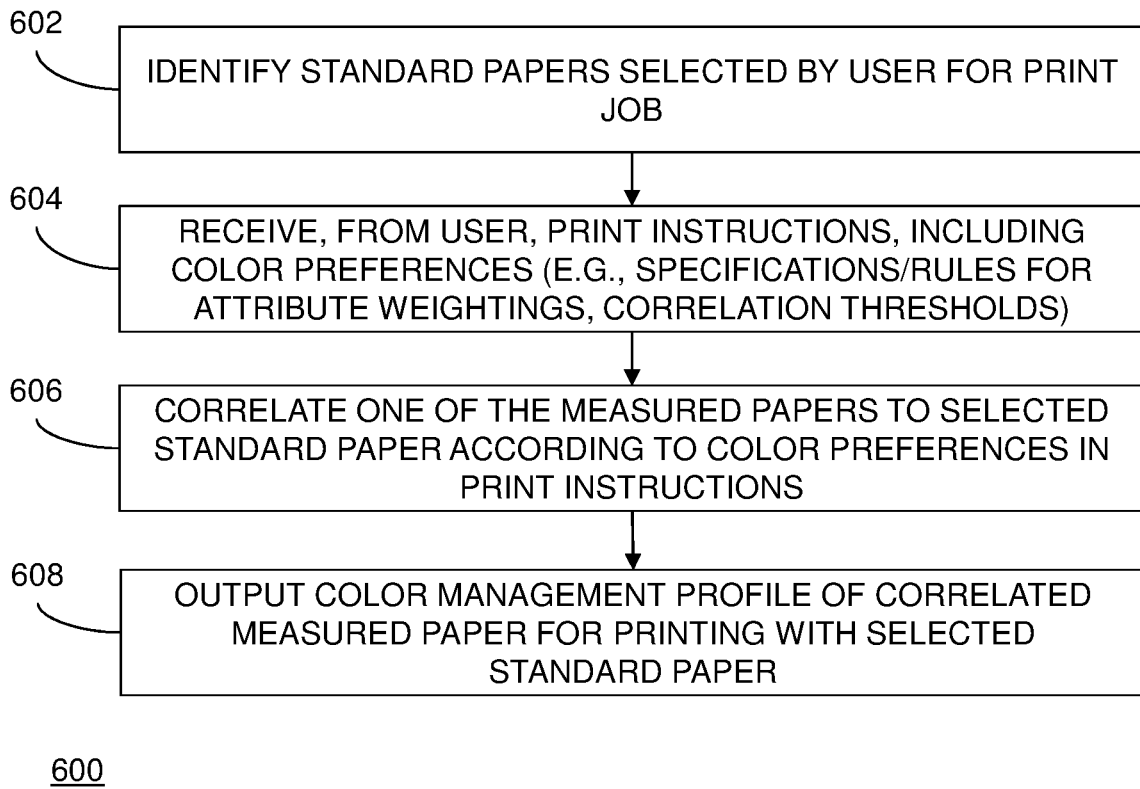 602
IDENTIFY STANDARD PAPERS SELECTED BY USER FOR PRINT
JOB
604
RECEIVE, FROM USER, PRINT INSTRUCTIONS, INCLUDING
COLOR PREFERENCES (E.G., SPECIFICATIONS/RULES FOR
ATTRIBUTE WEIGHTINGS, CORRELATION THRESHOLDS)
606
CORRELATE ONE OF THE MEASURED PAPERS TO SELECTED
STANDARD PAPER ACCORDING TO COLOR PREFERENCES IN
PRINT INSTRUCTIONS
608
OUTPUT COLOR MANAGEMENT PROFILE OF CORRELATED
MEASURED PAPER FOR PRINTING WITH SELECTED
STANDARD PAPER
600